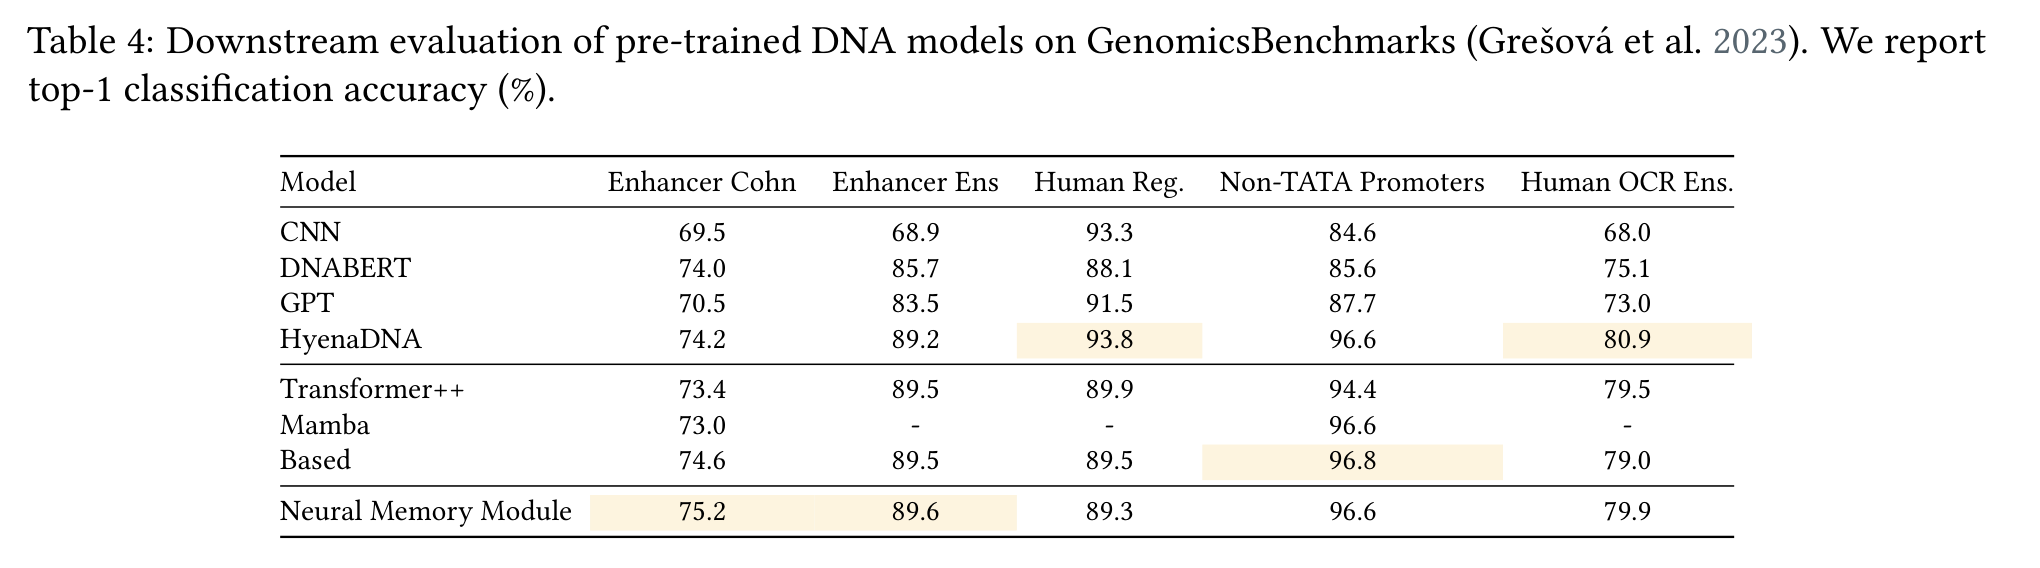 Table 4: Downstream evaluation of pre-trained DNA models on GenomicsBenchmarks (Grešová et al. 2023). We report
top-1 classification accuracy (%).
Model Enhancer Cohn Enhancer Ens Human Reg. Non-TATA Promoters Human OCR Ens.
CNN 69.5 68.9 93.3 84.6 68.0
DNABERT 74.0 85.7 88.1 85.6 75.1
GPT 70.5 83.5 91.5 87.7 73.0
HyenaDNA 74.2 89.2 93.8 96.6 80.9
Transformer++ 73.4 89.5 89.9 94.4 79.5
Mamba 73.0 - - 96.6 -
Based 74.6 89.5 89.5 96.8 79.0
Neural Memory Module 75.2 89.6 89.3 96.6 79.9